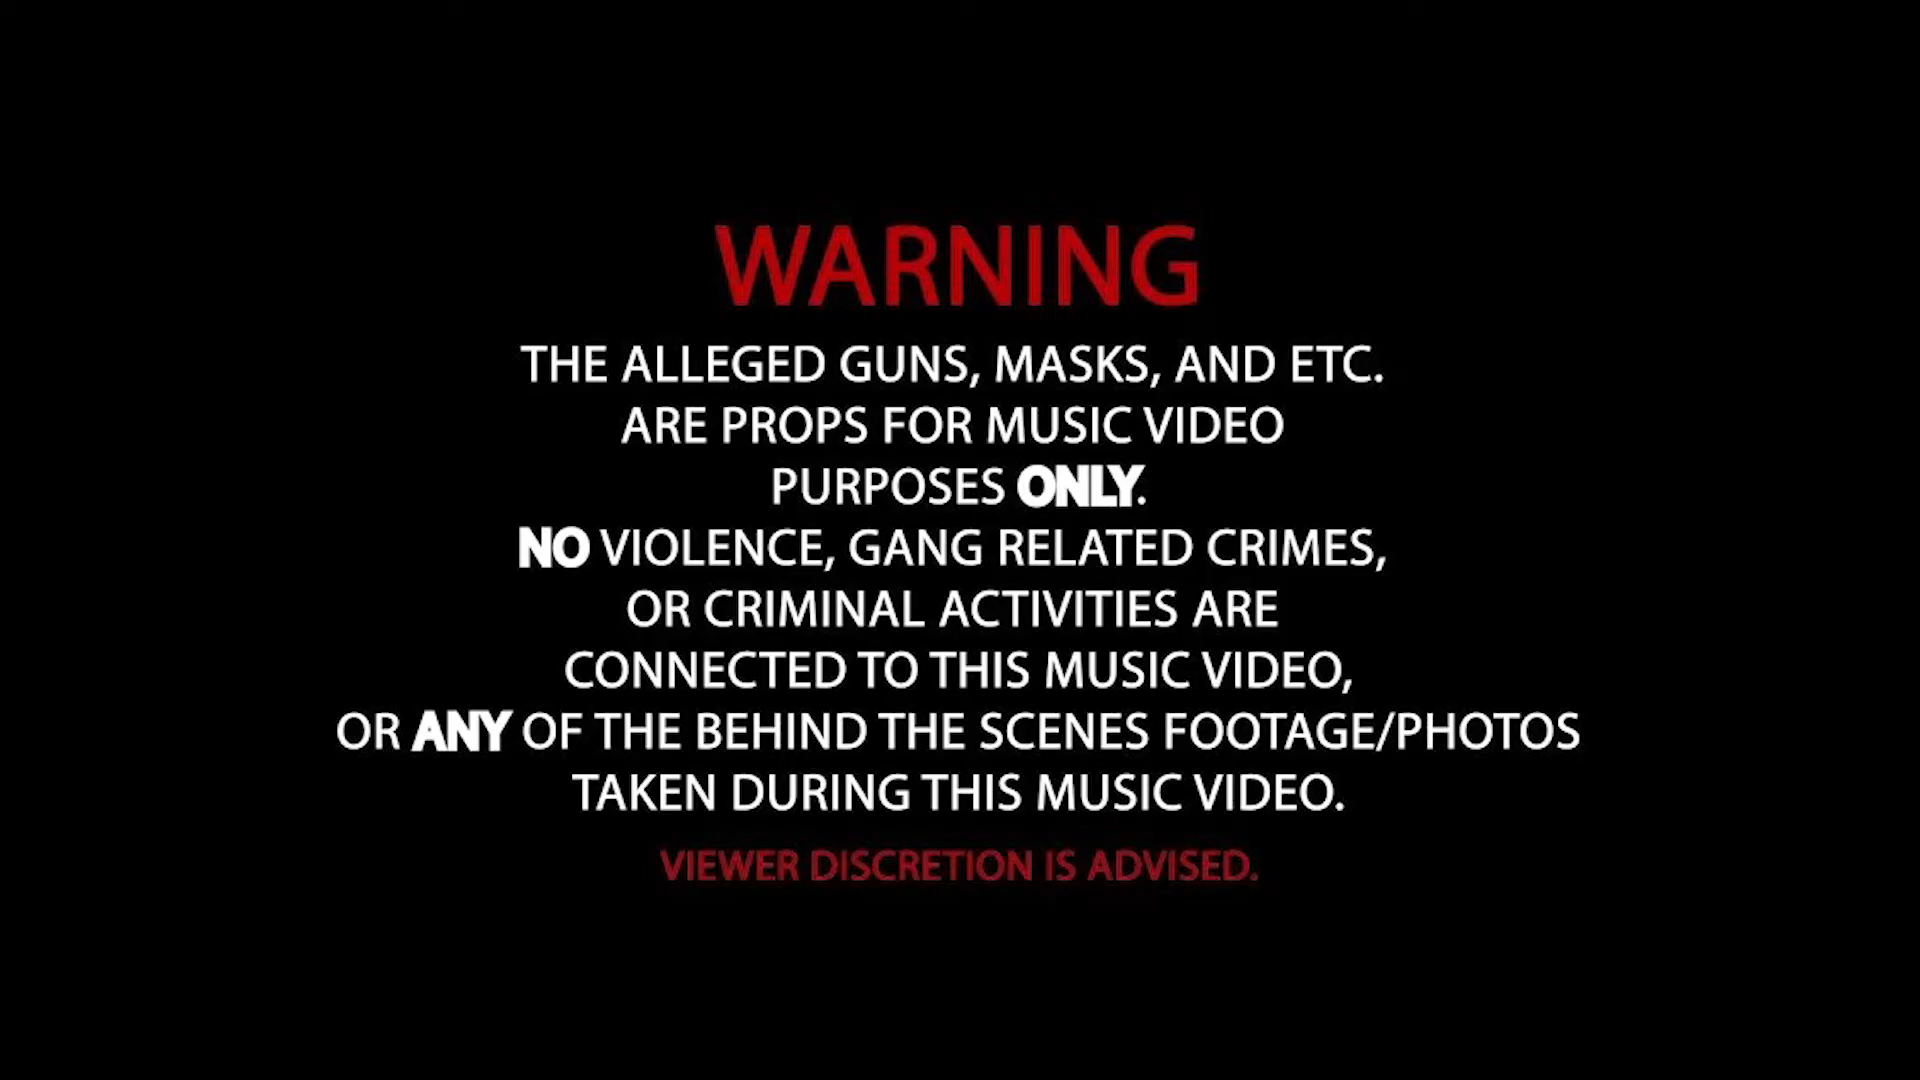 WARNING
THE ALLEGED GUNS, MASKS, AND ETC.
ARE PROPS FOR MUSIC VIDEO
PURPOSES ONLY.
NO VIOLENCE, GANG RELATED CRIMES,
OR CRIMINAL ACTIVITIES ARE
CONNECTED TO THIS MUSIC VIDEO,
OR ANY OF THE BEHIND THE SCENES FOOTAGE/PHOTOS
TAKEN DURING THIS MUSIC VIDEO.
VIEWER DISCRETION IS ADVISED.